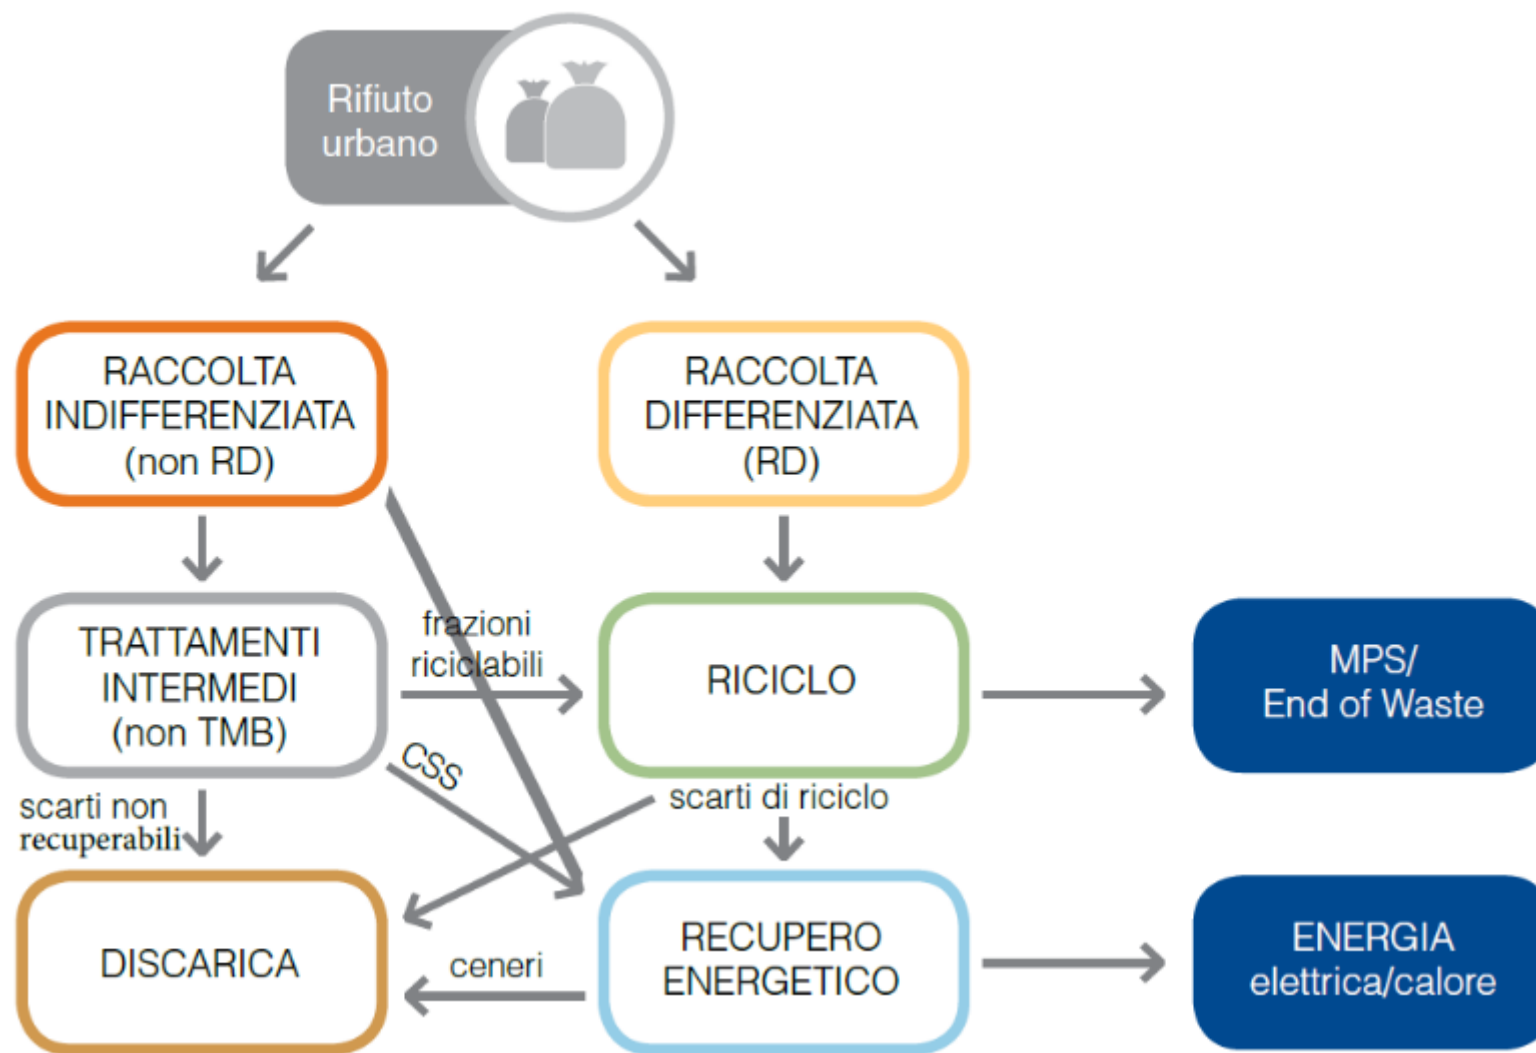 Rifiuto
urbano
RACCOLTA
INDIFFERENZIATA
(non RD)
RACCOLTA
DIFFERENZIATA
(RD)
TRATTAMENTI
INTERMEDI
(non TMB)
frazioni
riciclabili
RICICLO
MPS/
End of Waste
CSS
scarti non
recuperabili
scarti di riciclo
DISCARICA
ceneri
RECUPERO
ENERGETICO
ENERGIA
elettrica/calore